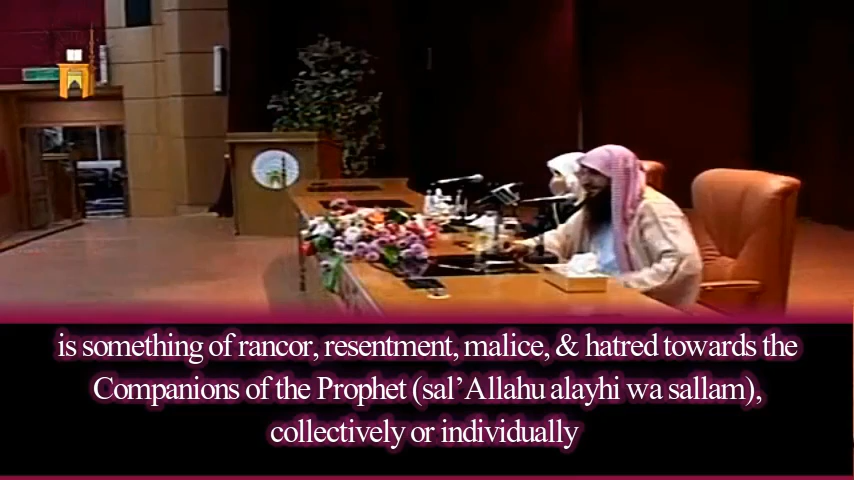 is something of rancor, resentment, malice, & hatred towards the
Companions of the Prophet (sal'Allahu alayhi wa sallam),
collectively or individually